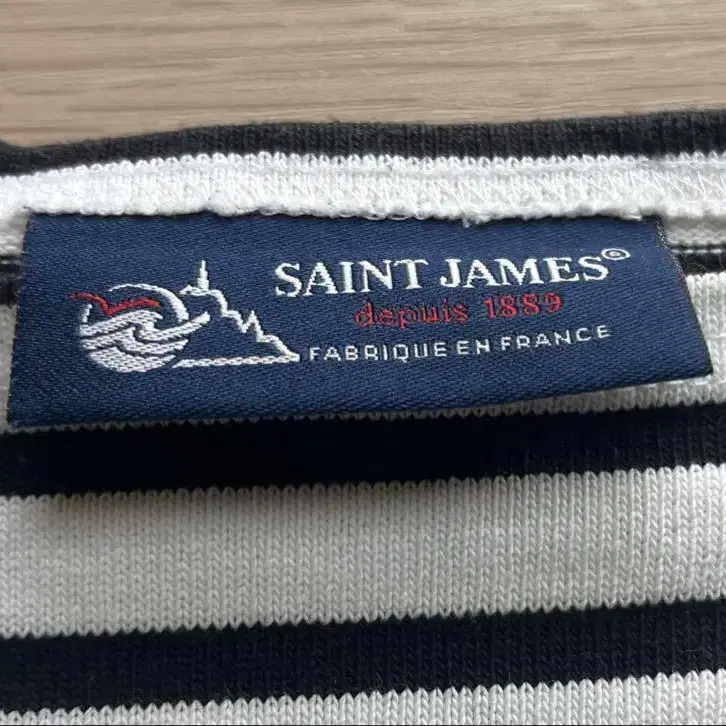 SAINT JAMES®
depuis 1889
FABRIQUE EN FRANCE